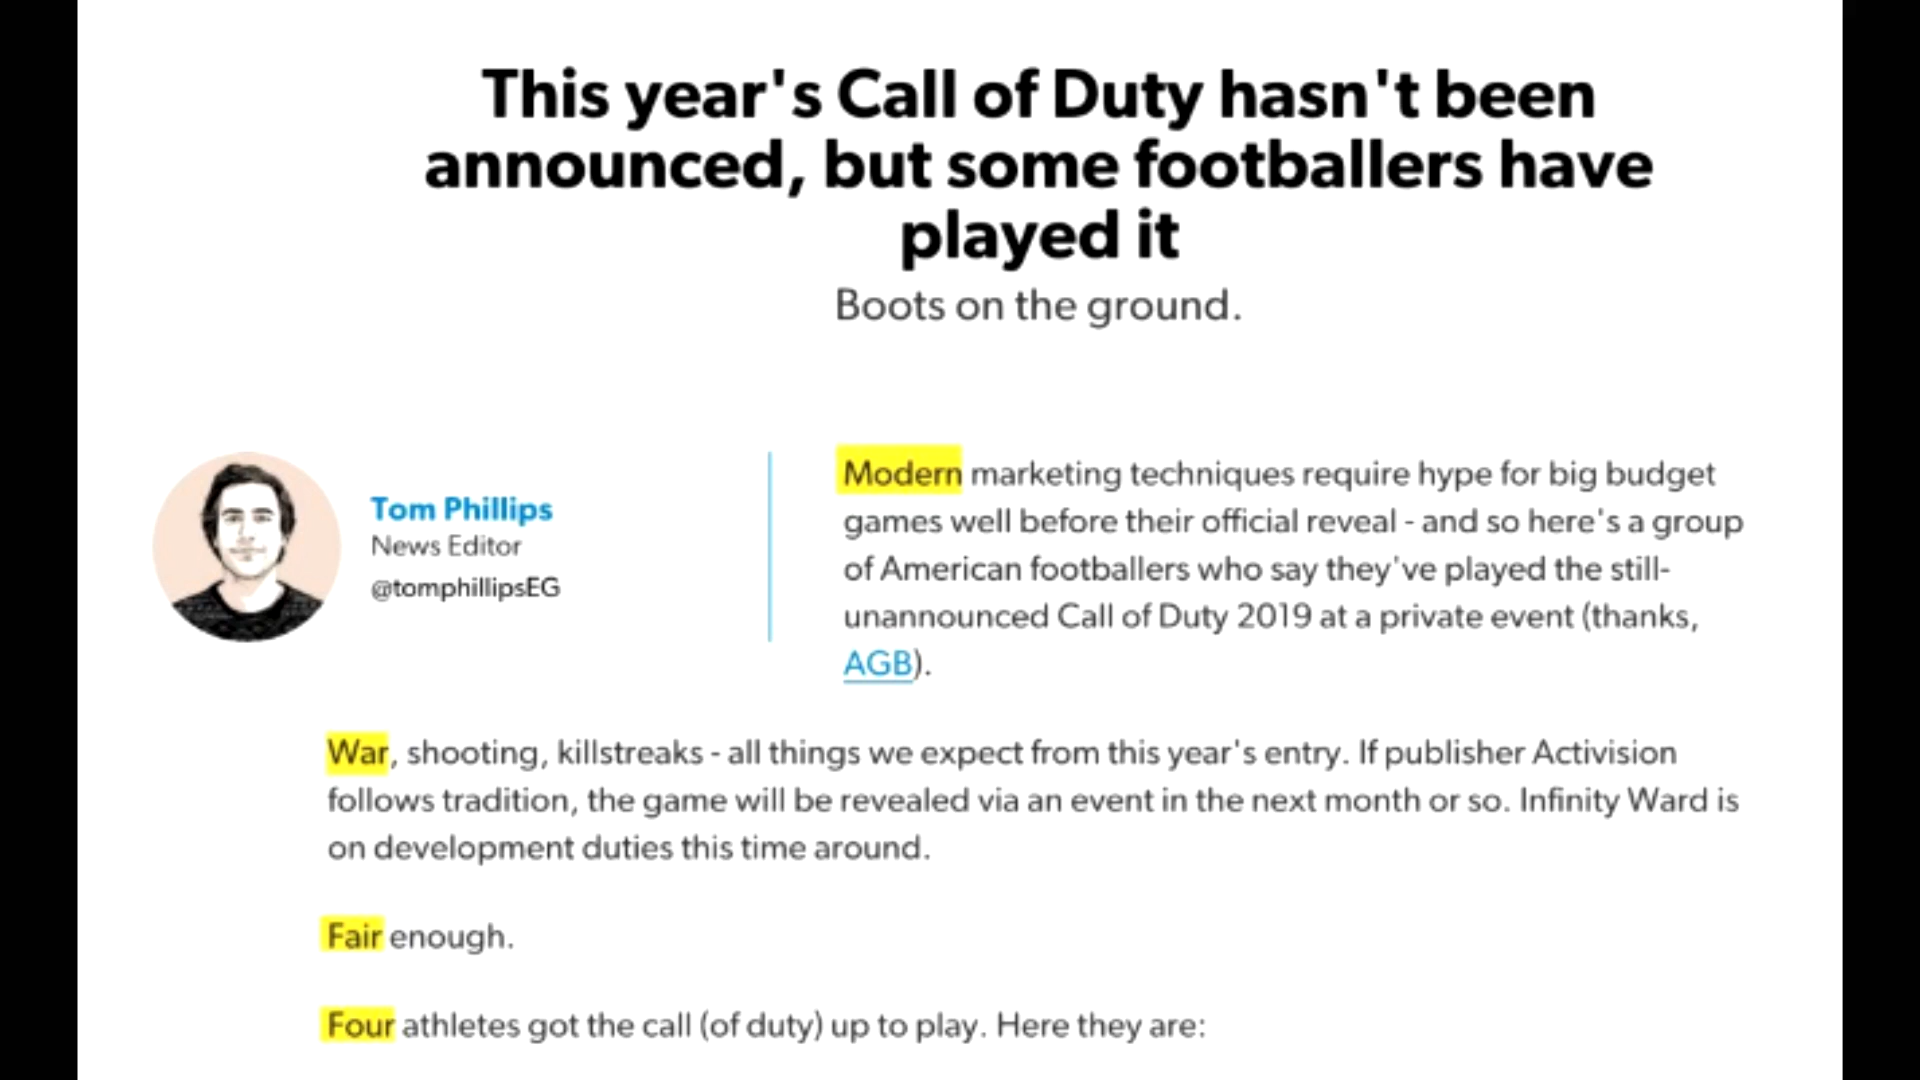 This year's Call of Duty hasn't been
announced, but some footballers have
played it
Boots on the ground.
Tom Phillips
News Editor
@tomphillipsEG
Modern marketing techniques require hype for big budget
games well before their official reveal - and so here's a group
of American footballers who say they've played the still-
unannounced Call of Duty 2019 at a private event (thanks,
AGB).
War, shooting, killstreaks - all things we expect from this year's entry. If publisher Activision
follows tradition, the game will be revealed via an event in the next month or so. Infinity Ward is
on development duties this time around.
Fair enough.
Four athletes got the call (of duty) up to play. Here they are: